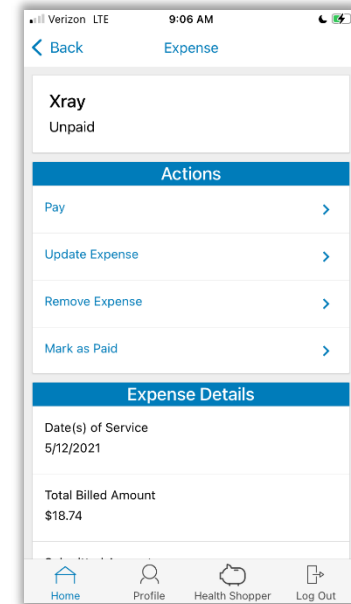 Verizon LTE 9:06 AM
Back Expense
Xray
Unpaid
Actions
Pay
Update Expense
Remove Expense
Mark as Paid
Expense Details
Date(s) of Service
5/12/2021
Total Billed Amount
$18.74
Home Profile Health Shopper Log Out